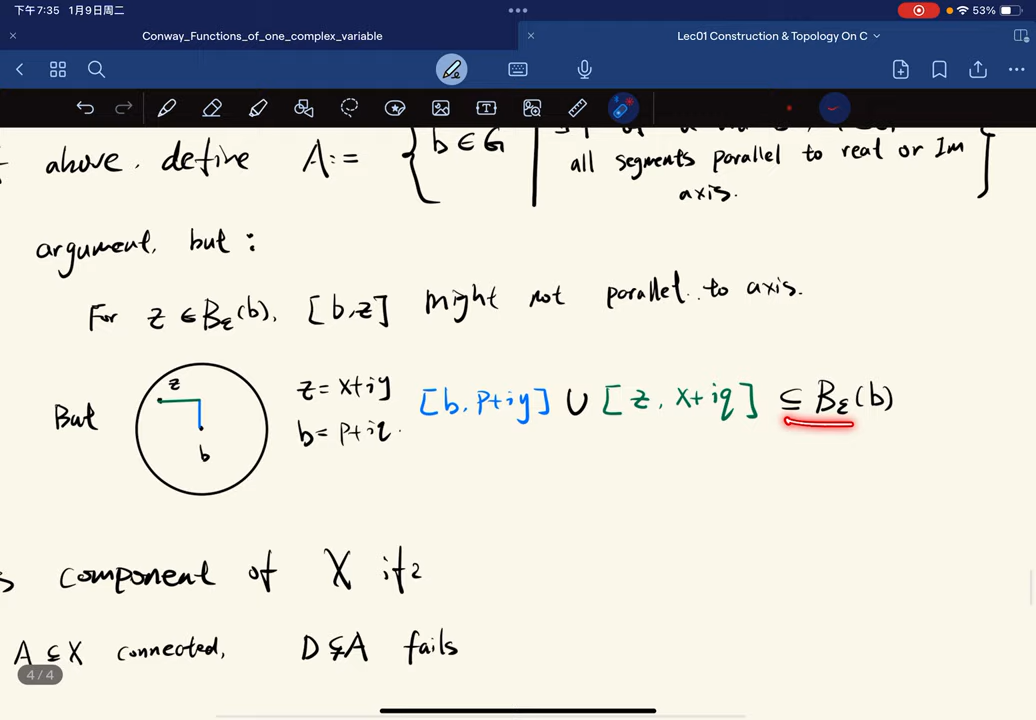 下午7:35 1月9日周二
53%
Conway_Functions_of_one_complex_variable
Lec01 Construction & Topology On C
above. define A:= { b ∈ G | }
all segments parallel to real or Im
axis.
argument, but :
For z ∈ Bε(b), [b,z] might not parallel to axis.
z
b
But
z = x+iy
b = p+iq.
[b, p+iy] ∪ [z, x+iq] ⊆ Bε(b)
component of X if:
A ⊆ X connected, D ⊊ A fails
4 / 4